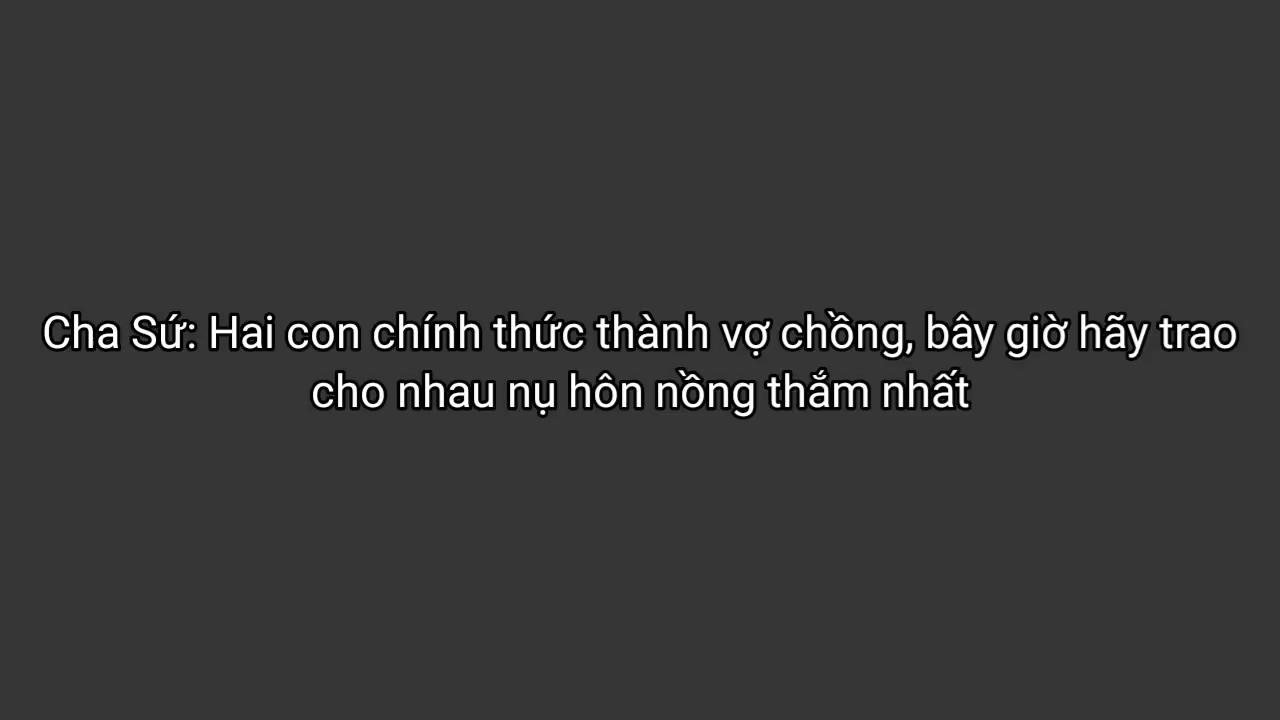 Cha Sứ: Hai con chính thức thành vợ chồng, bây giờ hãy trao
cho nhau nụ hôn nồng thắm nhất